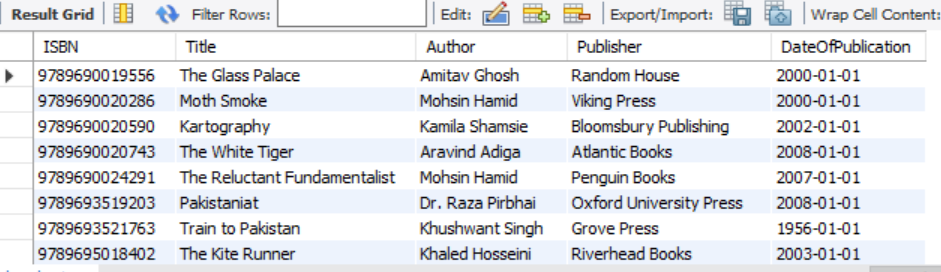 Result Grid Filter Rows: Edit: Export/Import: Wrap Cell Content:
ISBN Title Author Publisher DateOfPublication
9789690019556 The Glass Palace Amitav Ghosh Random House 2000-01-01
9789690020286 Moth Smoke Mohsin Hamid Viking Press 2000-01-01
9789690020590 Kartography Kamila Shamsie Bloomsbury Publishing 2002-01-01
9789690020743 The White Tiger Aravind Adiga Atlantic Books 2008-01-01
9789690024291 The Reluctant Fundamentalist Mohsin Hamid Penguin Books 2007-01-01
9789693519203 Pakistaniat Dr. Raza Pirbhai Oxford University Press 2008-01-01
9789693521763 Train to Pakistan Khushwant Singh Grove Press 1956-01-01
9789695018402 The Kite Runner Khaled Hosseini Riverhead Books 2003-01-01